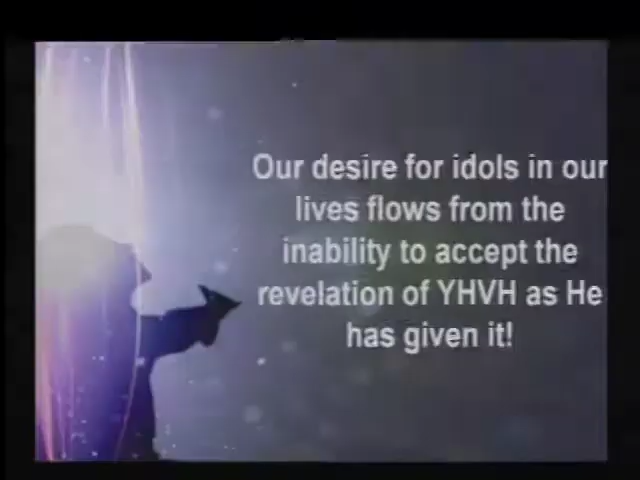 Our desire for idols in our
lives flows from the
inability to accept the
revelation of YHVH as He
has given it!